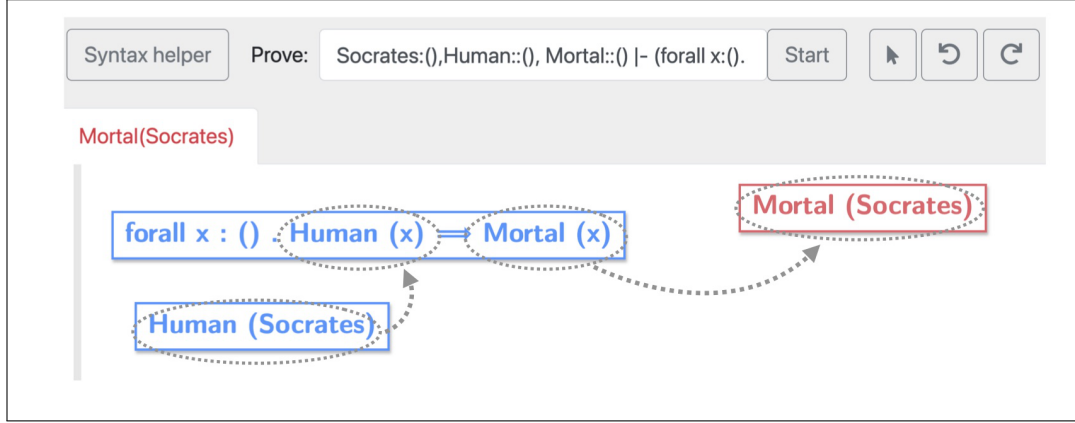 Syntax helper Prove: Socrates:(),Human::(), Mortal::() |- (forall x:(). Start
Mortal(Socrates)
Mortal (Socrates)
forall x : () . Human (x) ⟹ Mortal (x)
Human (Socrates)